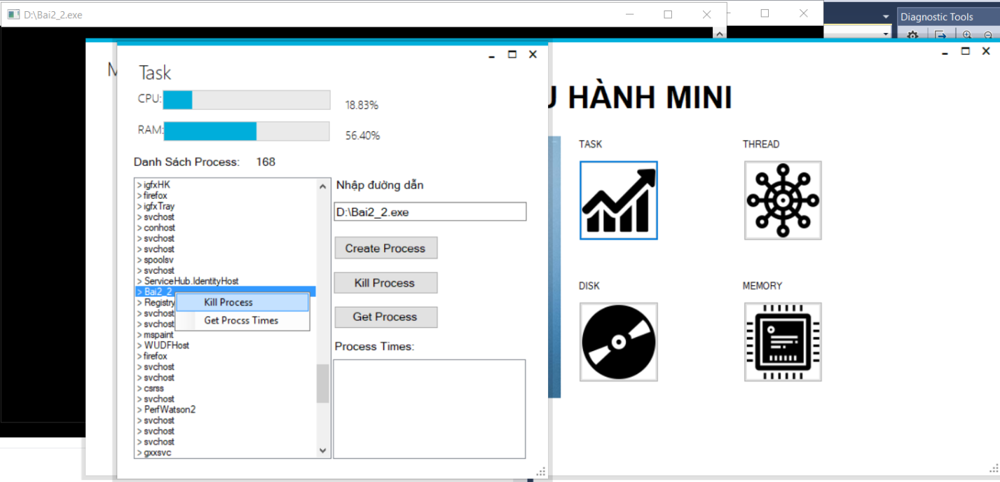 D:\Bai2_2.exe
Diagnostic Tools
Task
CPU:
18.83%
RAM:
56.40%
Danh Sách Process: 168
> igfxHK
> firefox
> igfxTray
> svchost
> conhost
> svchost
> svchost
> spoolsv
> svchost
> ServiceHub.IdentityHost
> Bai2_2
> Registry
> svchost
> svchost
> mspaint
> WUDFHost
> firefox
> svchost
> svchost
> csrss
> svchost
> PerfWatson2
> svchost
> svchost
> svchost
> gxxsvc
Kill Process
Get Procss Times
Nhập đường dẫn
D:\Bai2_2.exe
Create Process
Kill Process
Get Process
Process Times:
HÀNH MINI
TASK
THREAD
DISK
MEMORY